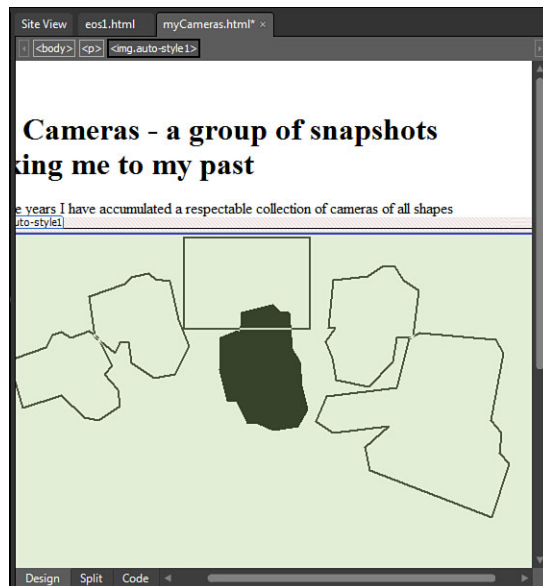 Site View eos1.html myCameras.html* ×
<body> <p> <img.auto-style1>
Cameras - a group of snapshots
king me to my past
e years I have accumulated a respectable collection of cameras of all shapes
uto-style1
Design Split Code